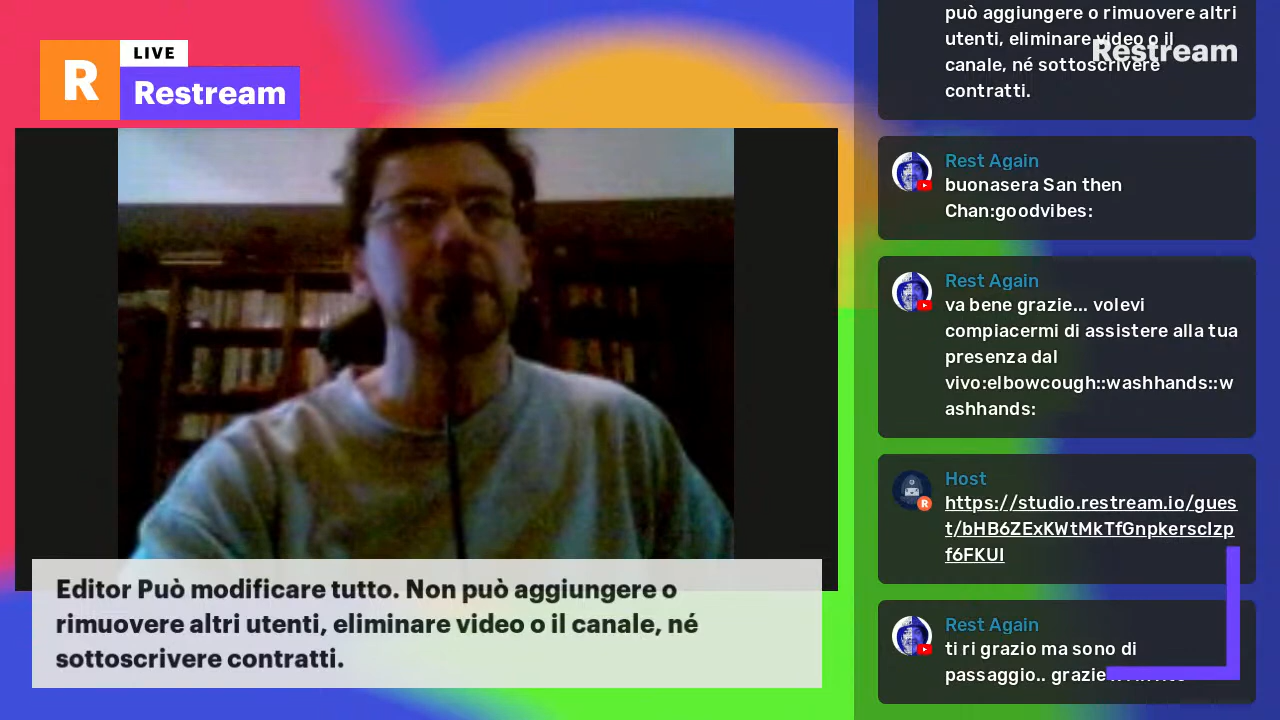 R
LIVE
Restream
Editor Può modificare tutto. Non può aggiungere o
rimuovere altri utenti, eliminare video o il canale, né
sottoscrivere contratti.
Restream
può aggiungere o rimuovere altri
utenti, eliminare video o il
canale, né sottoscrivere
contratti.
Rest Again
buonasera San then
Chan:goodvibes:
Rest Again
va bene grazie... volevi
compiacermi di assistere alla tua
presenza dal
vivo:elbowcough::washhands::w
ashhands:
Host
https://studio.restream.io/gues
t/bHB6ZExKWtMkTfGnpkersclzp
f6FKUI
Rest Again
ti ri grazio ma sono di
passaggio.. grazie